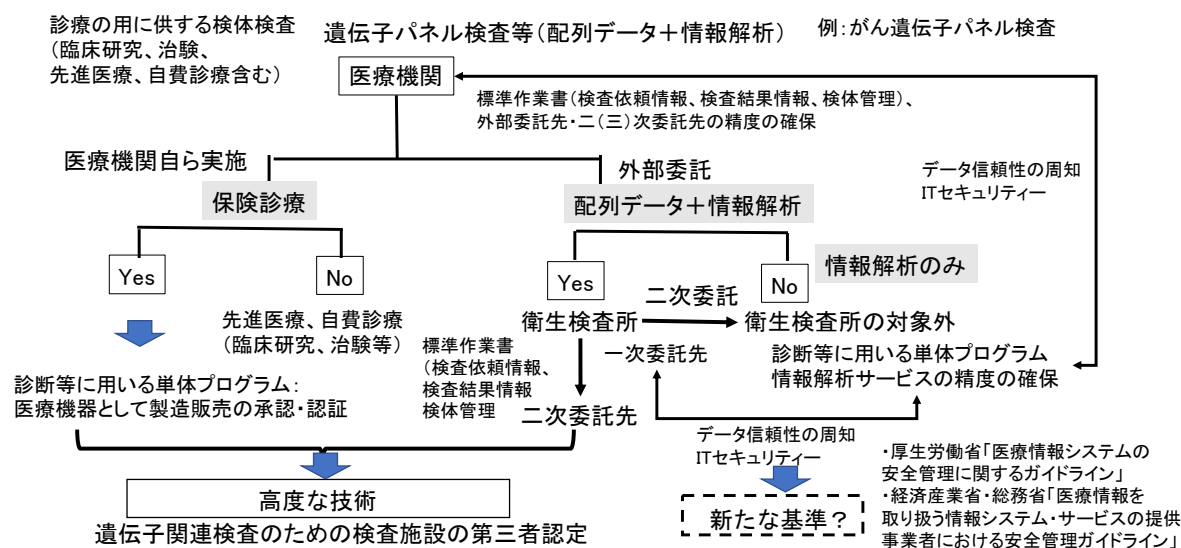 診療の用に供する検体検査
(臨床研究、治験、
先進医療、自費診療含む)
遺伝子パネル検査等(配列データ+情報解析)
例:がん遺伝子パネル検査
医療機関
標準作業書(検査依頼情報、検査結果情報、検体管理)、
外部委託先・二(三)次委託先の精度の確保
医療機関自ら実施
外部委託
データ信頼性の周知
ITセキュリティー
保険診療
配列データ+情報解析
Yes
No
Yes
No
情報解析のみ
二次委託
先進医療、自費診療
(臨床研究、治験等)
衛生検査所
衛生検査所の対象外
標準作業書
(検査依頼情報、
検査結果情報
検体管理
一次委託先
診断等に用いる単体プログラム
情報解析サービスの精度の確保
診断等に用いる単体プログラム:
医療機器として製造販売の承認・認証
二次委託先
データ信頼性の周知
ITセキュリティー
・厚生労働省「医療情報システムの
安全管理に関するガイドライン」
・経済産業省・総務省「医療情報を
取り扱う情報システム・サービスの提供
事業者における安全管理ガイドライン」
高度な技術
新たな基準?
遺伝子関連検査のための検査施設の第三者認定